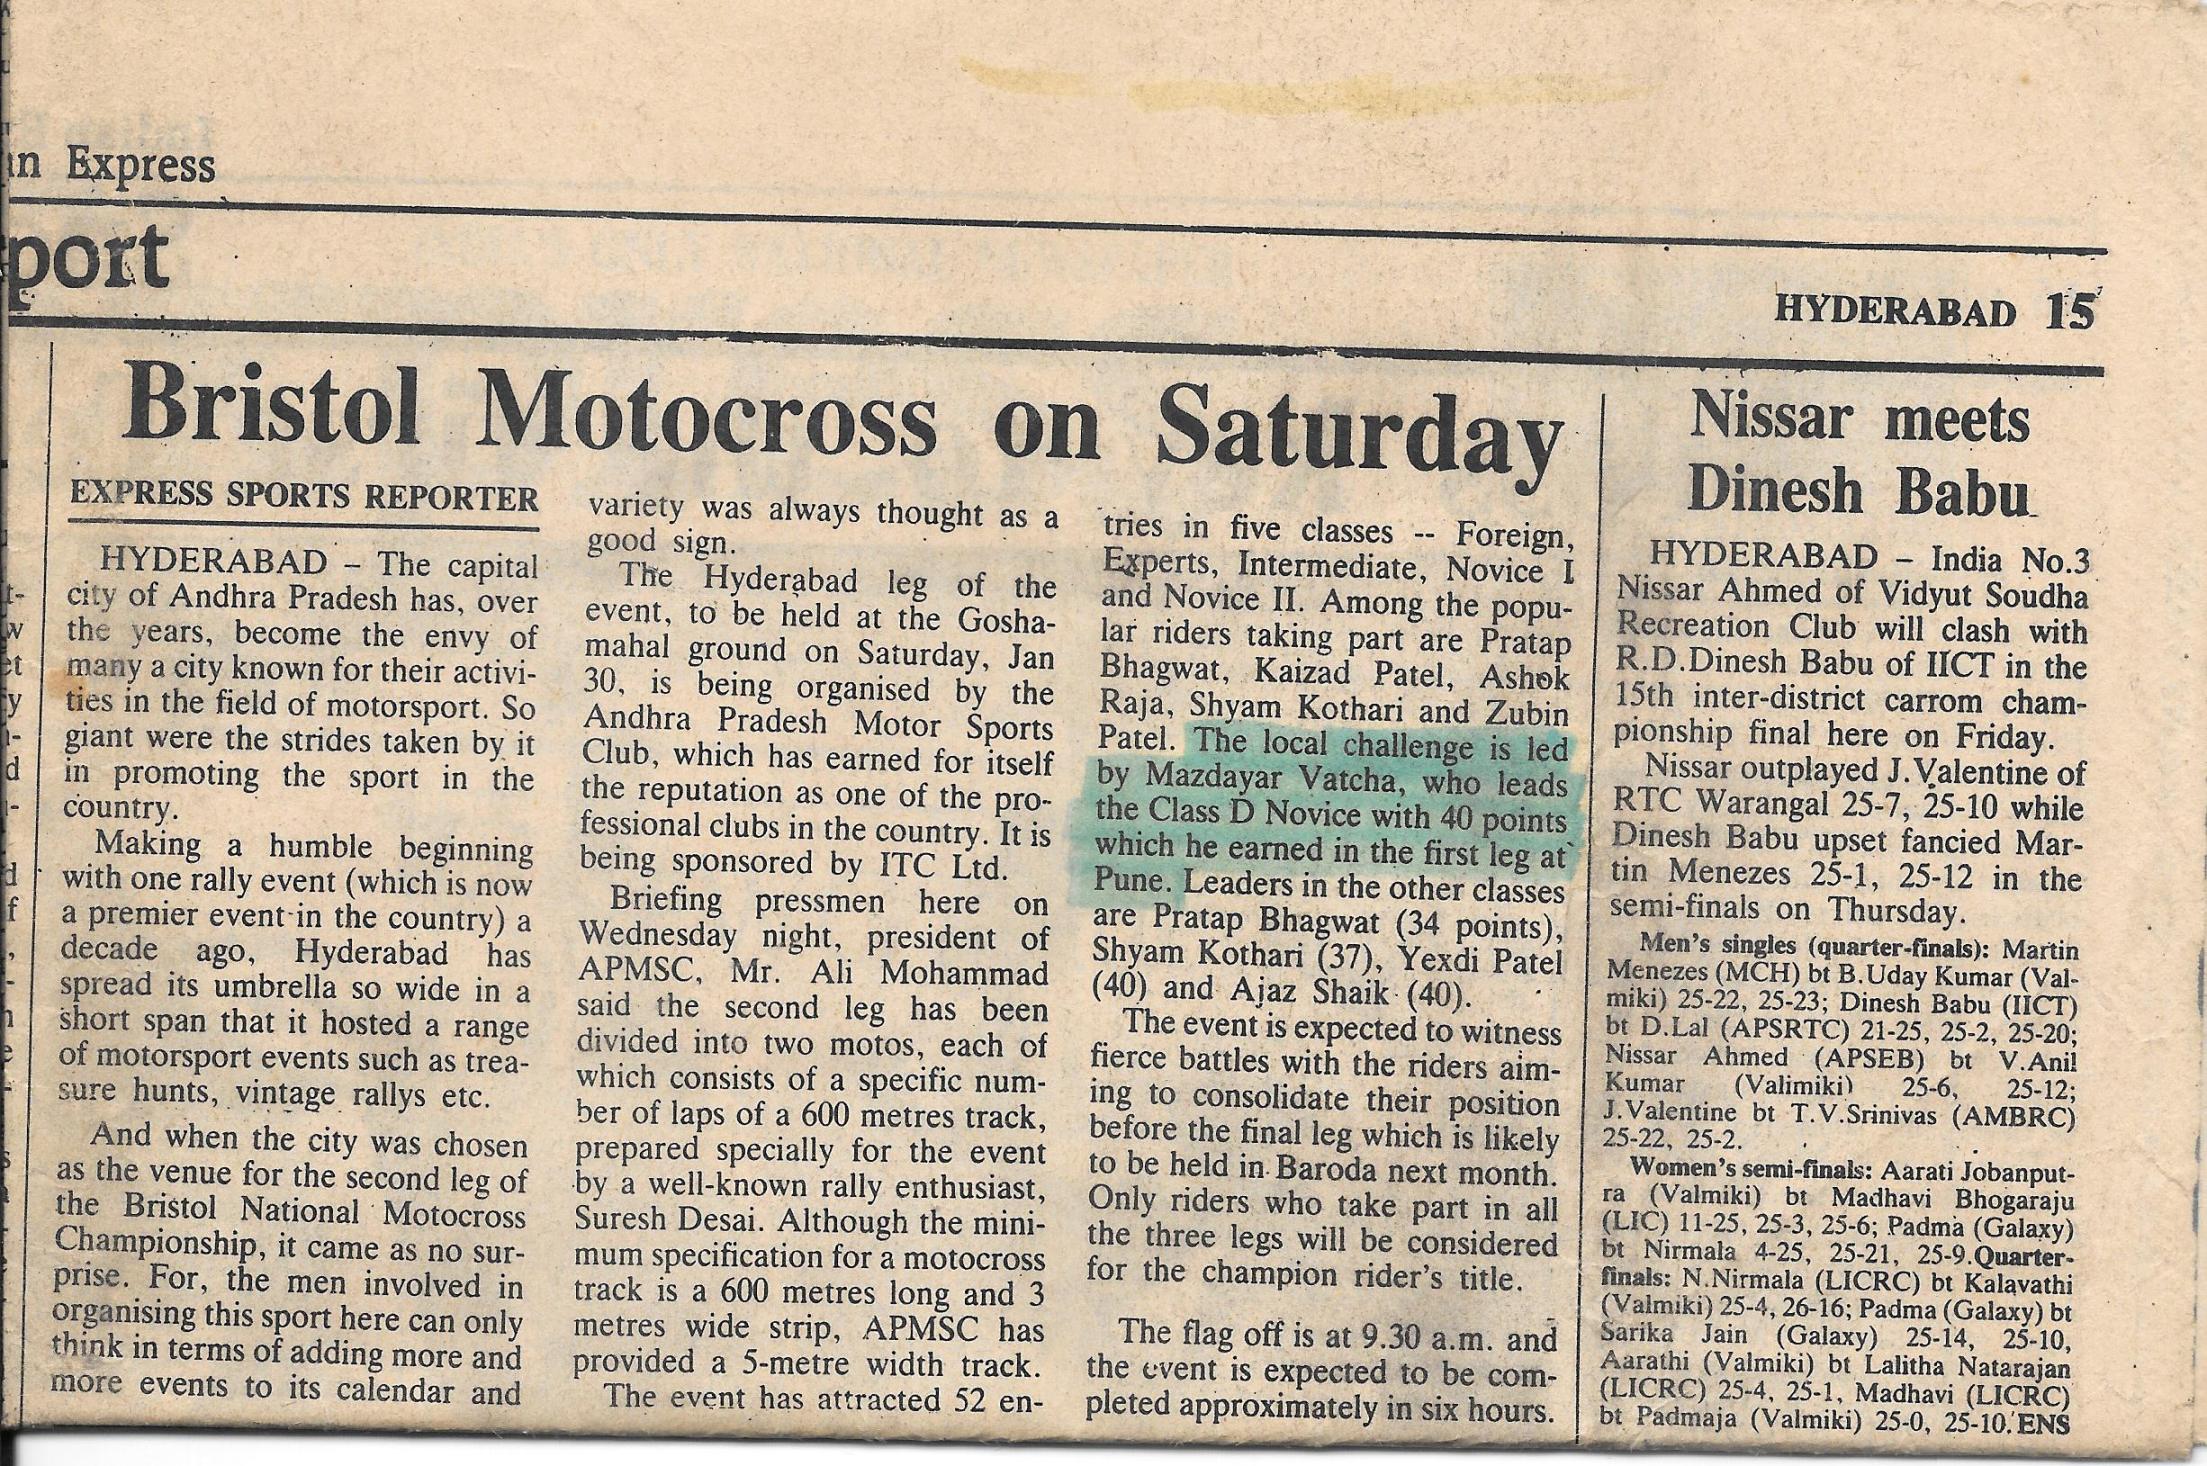 n Express
port
HYDERABAD 15
Bristol Motocross on Saturday
EXPRESS SPORTS REPORTER
HYDERABAD – The capital
city of Andhra Pradesh has, over
the years, become the envy of
many a city known for their activi-
ties in the field of motorsport. So
giant were the strides taken by it
in promoting the sport in the
country.
Making a humble beginning
with one rally event (which is now
a premier event in the country) a
decade ago, Hyderabad has
spread its umbrella so wide in a
short span that it hosted a range
of motorsport events such as trea-
sure hunts, vintage rallys etc.
And when the city was chosen
as the venue for the second leg of
the Bristol National Motocross
Championship, it came as no sur-
prise. For, the men involved in
organising this sport here can only
think in terms of adding more and
more events to its calendar and
variety was always thought as a
good sign.
The Hyderabad leg of the
event, to be held at the Gosha-
mahal ground on Saturday, Jan
30, is being organised by the
Andhra Pradesh Motor Sports
Club, which has earned for itself
the reputation as one of the pro-
fessional clubs in the country. It is
being sponsored by ITC Ltd.
Briefing pressmen here on
Wednesday night, president of
APMSC, Mr. Ali Mohammad
said the second leg has been
divided into two motos, each of
which consists of a specific num-
ber of laps of a 600 metres track,
prepared specially for the event
by a well-known rally enthusiast,
Suresh Desai. Although the mini-
mum specification for a motocross
track is a 600 metres long and 3
metres wide strip, APMSC has
provided a 5-metre width track.
The event has attracted 52 en-
tries in five classes -- Foreign,
Experts, Intermediate, Novice I
and Novice II. Among the popu-
lar riders taking part are Pratap
Bhagwat, Kaizad Patel, Ashok
Raja, Shyam Kothari and Zubin
Patel. The local challenge is led
by Mazdayar Vatcha, who leads
the Class D Novice with 40 points
which he earned in the first leg at
Pune. Leaders in the other classes
are Pratap Bhagwat (34 points),
Shyam Kothari (37), Yexdi Patel
(40) and Ajaz Shaik (40).
The event is expected to witness
fierce battles with the riders aim-
ing to consolidate their position
before the final leg which is likely
to be held in Baroda next month.
Only riders who take part in all
the three legs will be considered
for the champion rider's title.
The flag off is at 9.30 a.m. and
the event is expected to be com-
pleted approximately in six hours.
Nissar meets
Dinesh Babu
HYDERABAD – India No.3
Nissar Ahmed of Vidyut Soudha
Recreation Club will clash with
R.D.Dinesh Babu of IICT in the
15th inter-district carrom cham-
pionship final here on Friday.
Nissar outplayed J.Valentine of
RTC Warangal 25-7, 25-10 while
Dinesh Babu upset fancied Mar-
tin Menezes 25-1, 25-12 in the
semi-finals on Thursday.
Men's singles (quarter-finals): Martin
Menezes (MCH) bt B.Uday Kumar (Val-
miki) 25-22, 25-23; Dinesh Babu (IICT)
bt D.Lal (APSRTC) 21-25, 25-2, 25-20;
Nissar Ahmed (APSEB) bt V.Anil
Kumar (Valimiki) 25-6, 25-12;
J.Valentine bt T.V.Srinivas (AMBRC)
25-22, 25-2.
Women's semi-finals: Aarati Jobanput-
ra (Valmiki) bt Madhavi Bhogaraju
(LIC) 11-25, 25-3, 25-6; Padma (Galaxy)
bt Nirmala 4-25, 25-21, 25-9.Quarter-
finals: N.Nirmala (LICRC) bt Kalavathi
(Valmiki) 25-4, 26-16; Padma (Galaxy) bt
Sarika Jain (Galaxy) 25-14, 25-10,
Aarathi (Valmiki) bt Lalitha Natarajan
(LICRC) 25-4, 25-1, Madhavi (LICRC)
bt Padmaja (Valmiki) 25-0, 25-10. ENS